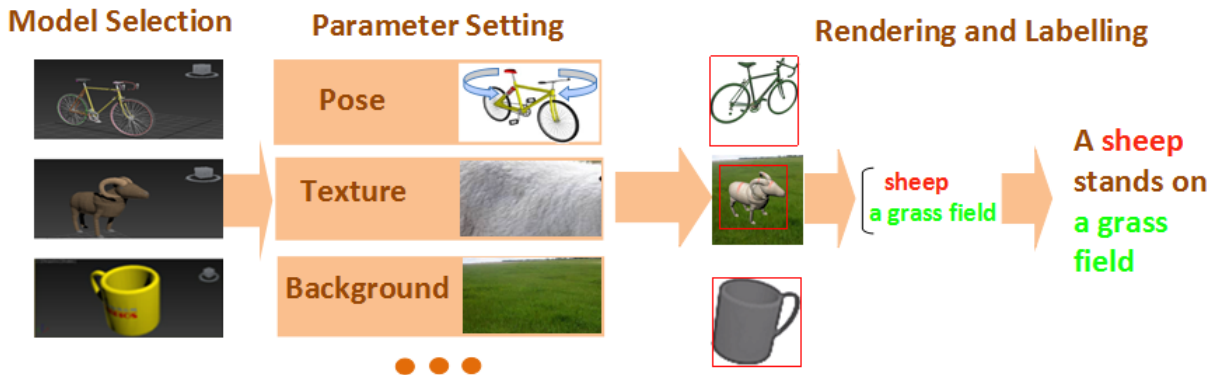 Model Selection
Parameter Setting
Rendering and Labelling
Pose
Texture
Background
sheep
a grass field
A sheep
stands on
a grass
field